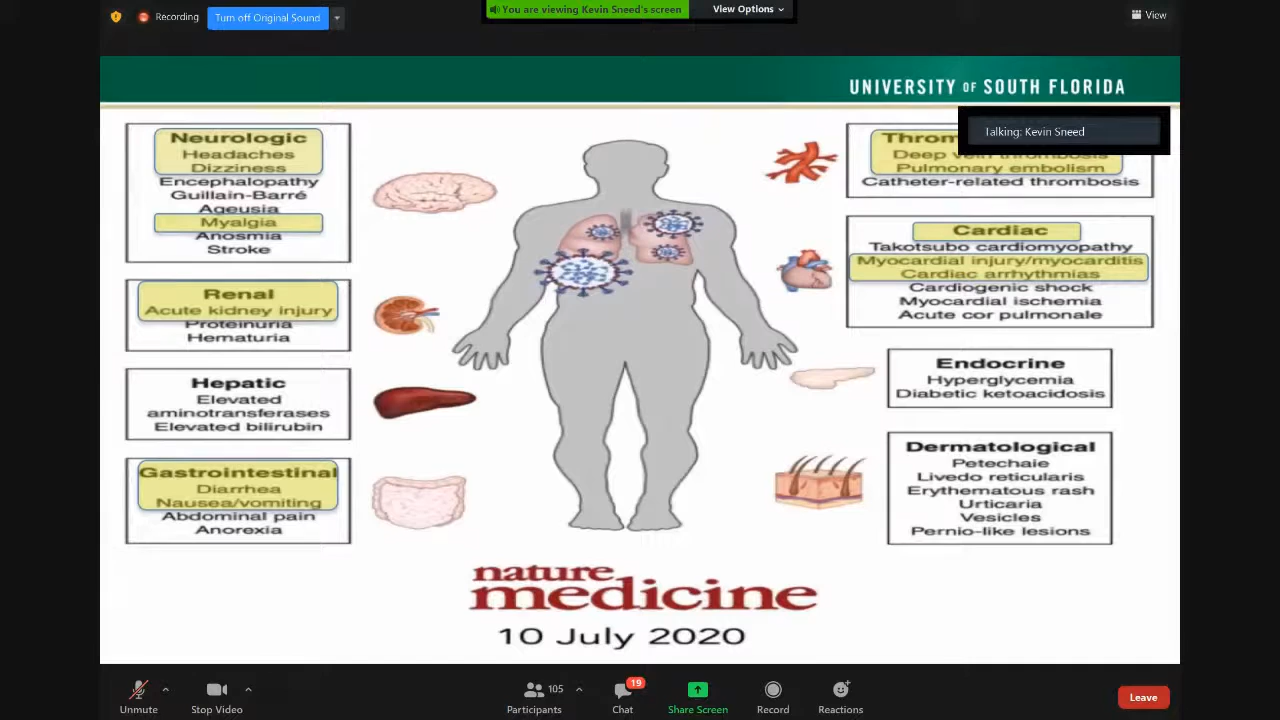 Recording
Turn off Original Sound
You are viewing Kevin Sneed's screen
View Options
View
UNIVERSITY OF SOUTH FLORIDA
Talking: Kevin Sneed
Neurologic
Headaches
Dizziness
Encephalopathy
Guillain-Barré
Ageusia
Myalgia
Anosmia
Stroke
Renal
Acute kidney injury
Proteinuria
Hematuria
Hepatic
Elevated
aminotransferases
Elevated bilirubin
Gastrointestinal
Diarrhea
Nausea/vomiting
Abdominal pain
Anorexia
Deep vein thrombosis
Pulmonary embolism
Catheter-related thrombosis
Cardiac
Takotsubo cardiomyopathy
Myocardial injury/myocarditis
Cardiac arrhythmias
Cardiogenic shock
Myocardial ischemia
Acute cor pulmonale
Endocrine
Hyperglycemia
Diabetic ketoacidosis
Dermatological
Petechaie
Livedo reticularis
Erythematous rash
Urticaria
Vesicles
Pernio-like lesions
nature
medicine
10 July 2020
Unmute
Stop Video
105
Participants
19
Chat
Share Screen
Record
Reactions
Leave